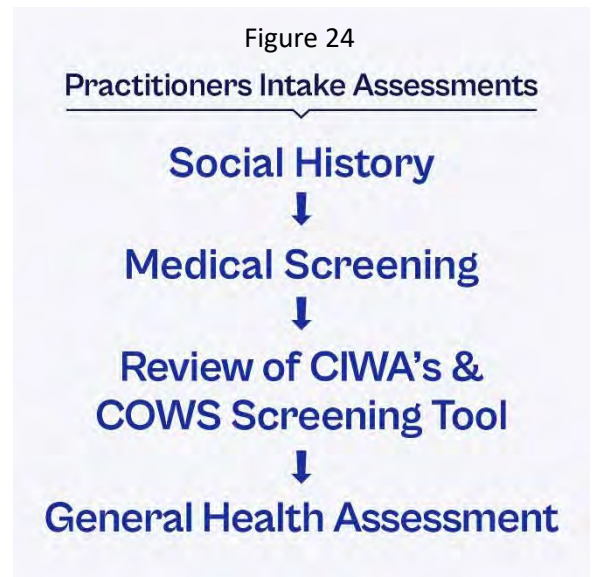 Figure 24
Practitioners Intake Assessments
Social History
Medical Screening
Review of CIWA's &
COWS Screening Tool
General Health Assessment